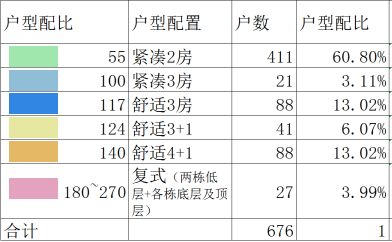 户型配比 户型配置 户数 户型配比
55 紧凑2房 411 60.80%
100 紧凑3房 21 3.11%
117 舒适3房 88 13.02%
124 舒适3+1 41 6.07%
140 舒适4+1 88 13.02%
180~270 复式（两栋低层+各栋底层及顶层） 27 3.99%
合计 676 1